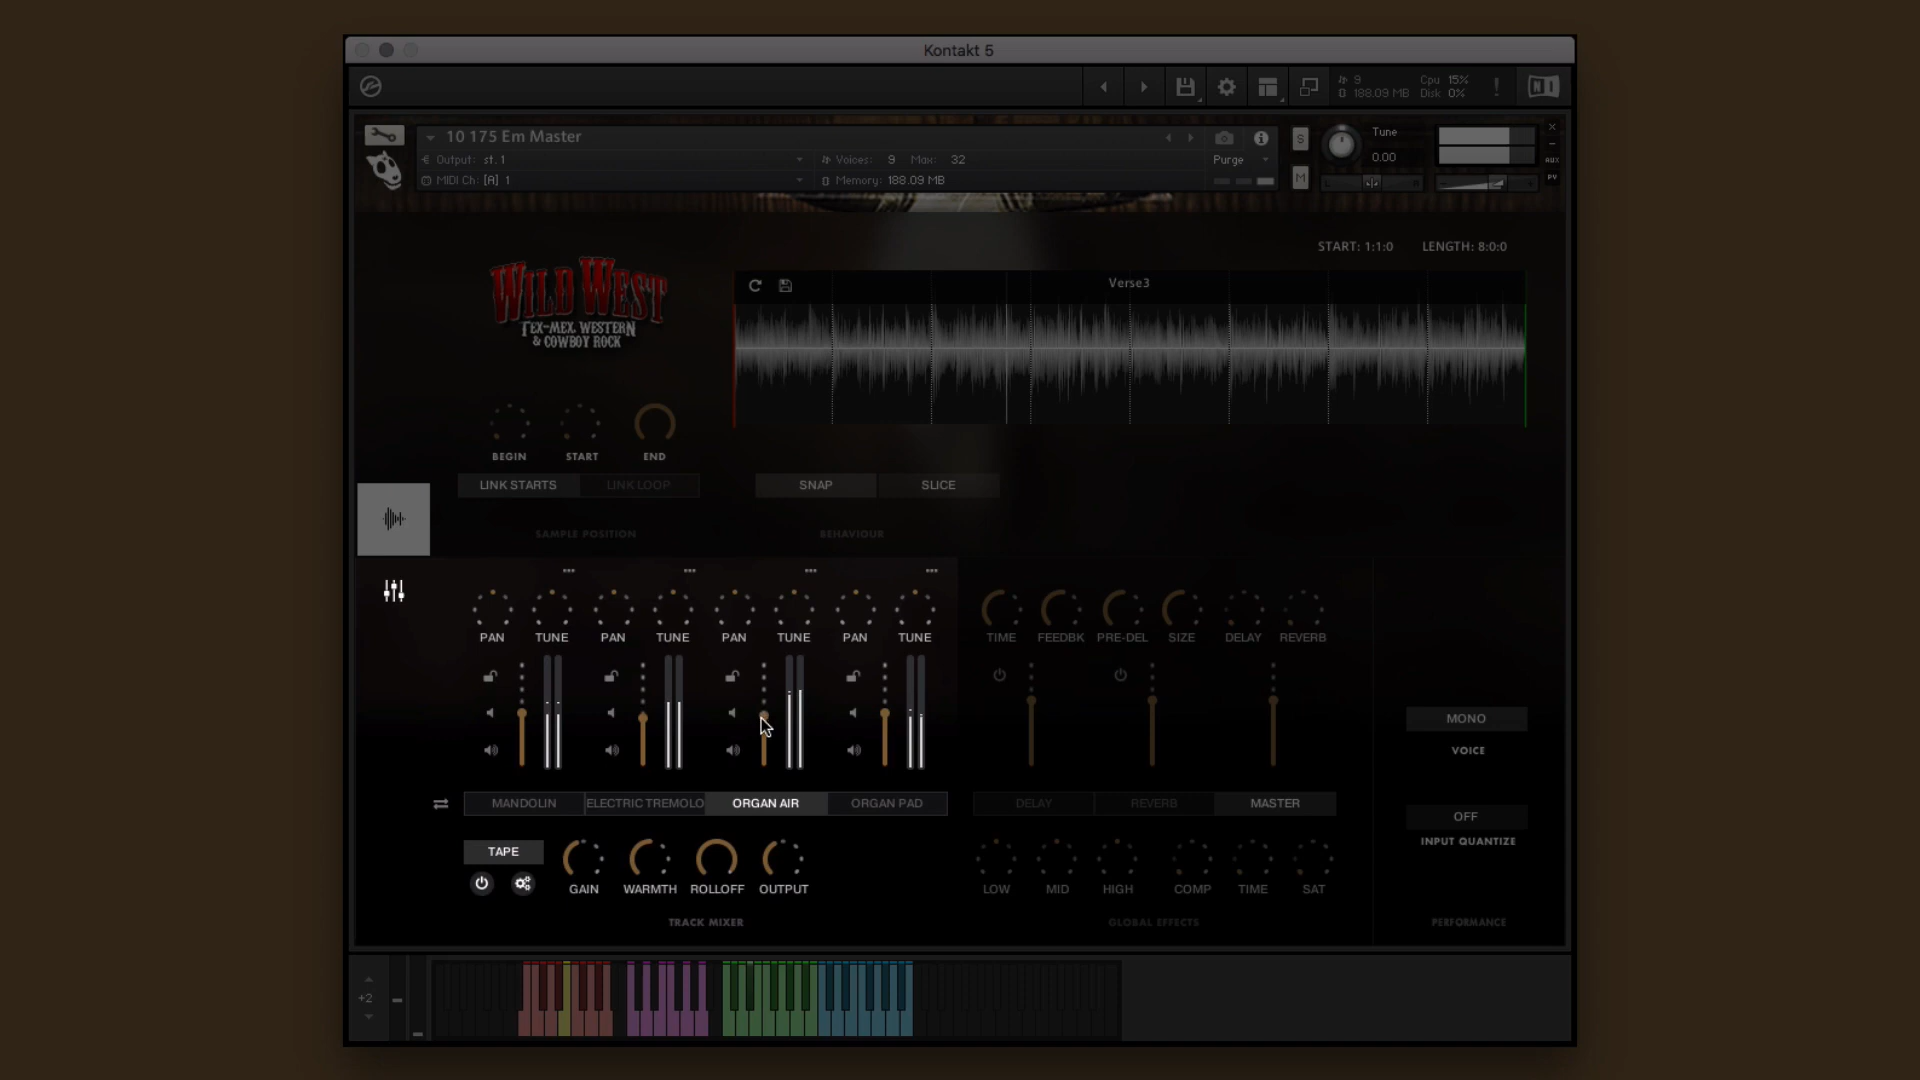 Kontakt 5
9
188.09 MB
Cpu 15%
Disk 0%
!
NI
10 175 Em Master
Output: st.1
Voices: 9 Max: 32
Purge
MIDI Ch: [A] 1
Memory: 188.09 MB
S
M
Tune
0.00
L
R
×
AUX
PV
START: 1:1:0
LENGTH: 8:0:0
WILD WEST
TEX-MEX, WESTERN
& COWBOY ROCK
Verse3
BEGIN
START
END
LINK STARTS
LINK LOOP
SNAP
SLICE
SAMPLE POSITION
BEHAVIOUR
PAN
TUNE
PAN
TUNE
PAN
TUNE
PAN
TUNE
TIME
FEEDBK
PRE-DEL
SIZE
DELAY
REVERB
MONO
VOICE
MANDOLIN
ELECTRIC TREMOLO
ORGAN AIR
ORGAN PAD
DELAY
REVERB
MASTER
OFF
INPUT QUANTIZE
TAPE
GAIN
WARMTH
ROLLOFF
OUTPUT
LOW
MID
HIGH
COMP
TIME
SAT
TRACK MIXER
GLOBAL EFFECTS
PERFORMANCE
+2